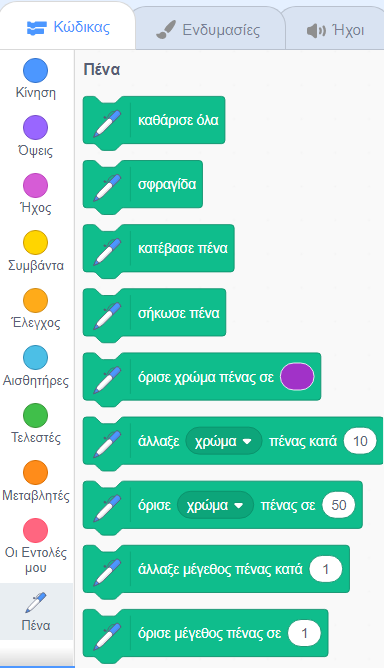 Κώδικας
Ενδυμασίες
Ήχοι
Κίνηση
Όψεις
Ήχος
Συμβάντα
Έλεγχος
Αισθητήρες
Τελεστές
Μεταβλητές
Οι Εντολές
μου
Πένα
Πένα
καθάρισε όλα
σφραγίδα
κατέβασε πένα
σήκωσε πένα
όρισε χρώμα πένας σε
άλλαξε χρώμα πένας κατά 10
όρισε χρώμα πένας σε 50
άλλαξε μέγεθος πένας κατά 1
όρισε μέγεθος πένας σε 1